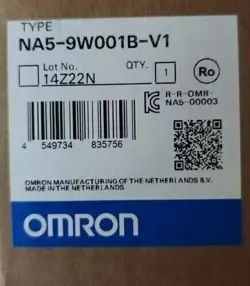 TYPE
NA5-9W001B-V1
Lot No. QTY.
14Z22N 1 Ro
R-R-OMR-
NA5-00003
4 549734 835756
OMRON MANUFACTURING OF THE NETHERLANDS B.V.
MADE IN THE NETHERLANDS
OMRON